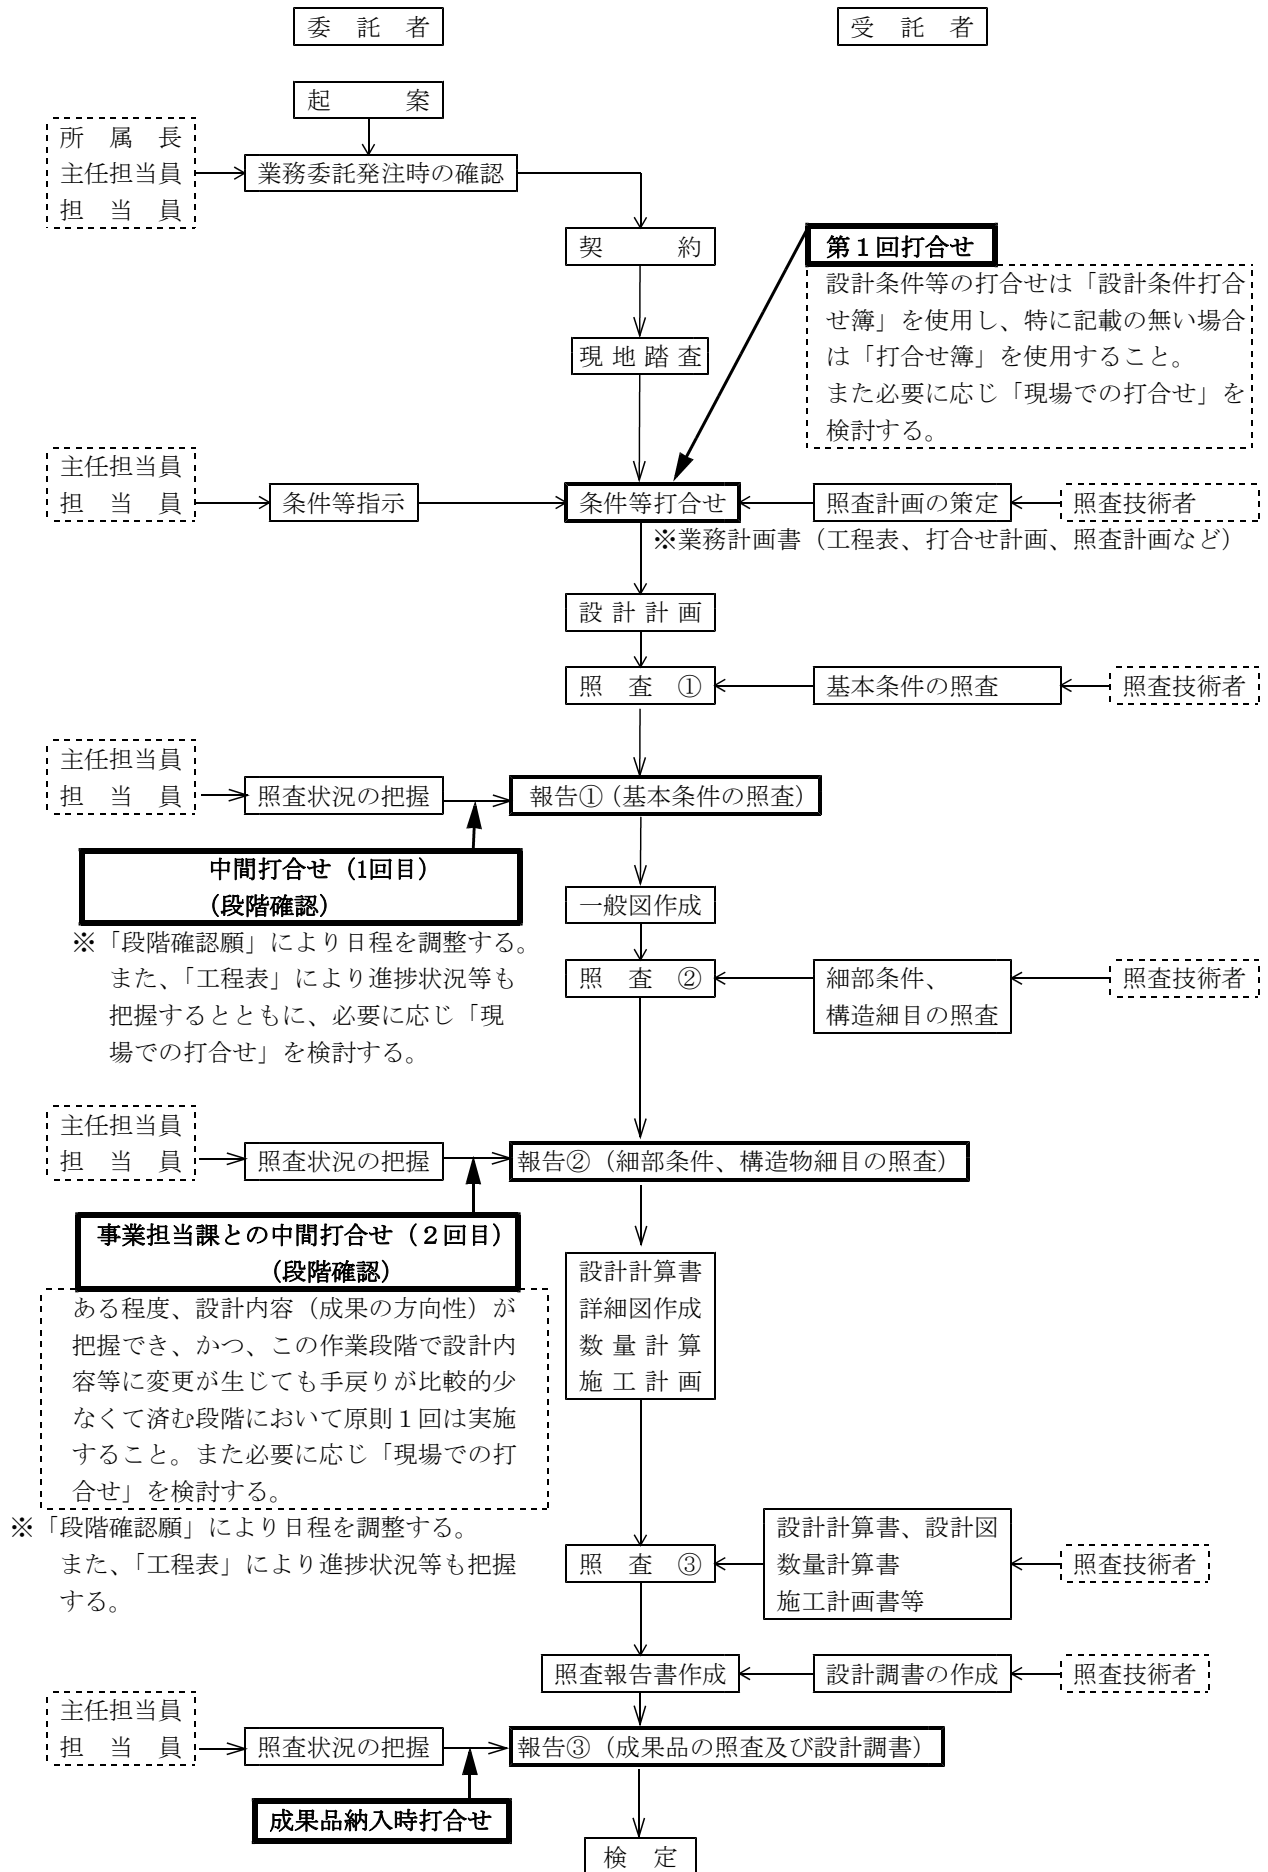 委　託　者
受　託　者
起　　　案
所　属　長
主任担当員
担　当　員
業務委託発注時の確認
契　　　約
第１回打合せ
設計条件等の打合せは「設計条件打合
せ簿」を使用し、特に記載の無い場合
は「打合せ簿」を使用すること。
また必要に応じ「現場での打合せ」を
検討する。
現 地 踏 査
主任担当員
担　当　員
条件等指示
条件等打合せ
照査計画の策定
照査技術者
※業務計画書（工程表、打合せ計画、照査計画など）
設 計 計 画
照　査　①
基本条件の照査
照査技術者
主任担当員
担　当　員
照査状況の把握
報告①（基本条件の照査）
中間打合せ（1回目）
（段階確認）
※「段階確認願」により日程を調整する。
また、「工程表」により進捗状況等も
把握するとともに、必要に応じ「現
場での打合せ」を検討する。
一般図作成
照　査　②
細部条件、
構造細目の照査
照査技術者
主任担当員
担　当　員
照査状況の把握
報告②（細部条件、構造物細目の照査）
事業担当課との中間打合せ（２回目）
（段階確認）
ある程度、設計内容（成果の方向性）が
把握でき、かつ、この作業段階で設計内
容等に変更が生じても手戻りが比較的少
なくて済む段階において原則１回は実施
すること。また必要に応じ「現場での打
合せ」を検討する。
※「段階確認願」により日程を調整する。
また、「工程表」により進捗状況等も把握
する。
設計計算書
詳細図作成
数 量 計 算
施 工 計 画
照　査　③
設計計算書、設計図
数量計算書
施工計画書等
照査技術者
照査報告書作成
設計調書の作成
照査技術者
主任担当員
担　当　員
照査状況の把握
報告③（成果品の照査及び設計調書）
成果品納入時打合せ
検　定